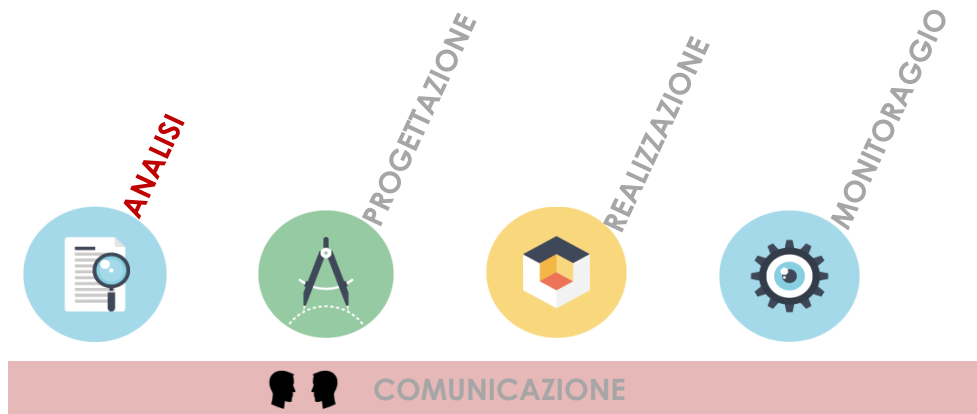 ANALISI
PROGETTAZIONE
REALIZZAZIONE
MONITORAGGIO
COMUNICAZIONE